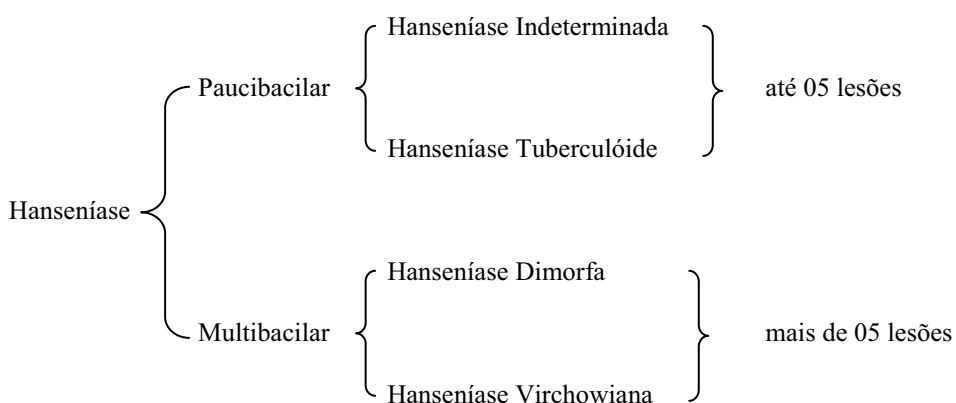 Hanseníase Indeterminada
Paucibacilar
até 05 lesões
Hanseníase Tuberculóide
Hanseníase
Hanseníase Dimorfa
Multibacilar
mais de 05 lesões
Hanseníase Virchowiana